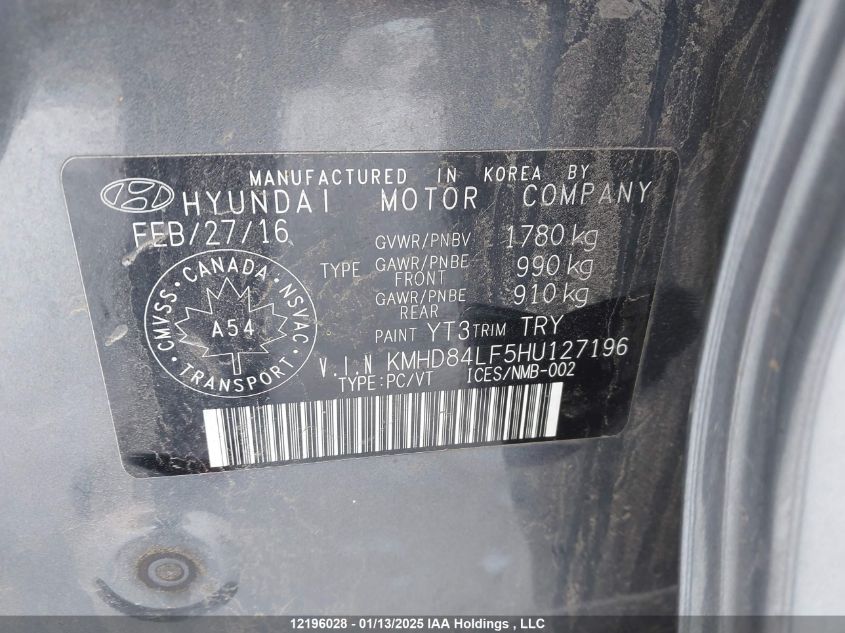 MANUFACTURED IN KOREA BY
HYUNDAI MOTOR COMPANY
FEB/27/16
GVWR/PNBV 1780 kg
TYPE GAWR/PNBE FRONT 990 kg
GAWR/PNBE REAR 910 kg
PAINT YT3 TRIM TRY
CMVSS · CANADA · NSVAC
A54
· TRANSPORT ·
V.I.N KMHD84LF5HU127196
TYPE:PC/VT ICES/NMB-002
12196028 - 01/13/2025 IAA Holdings , LLC